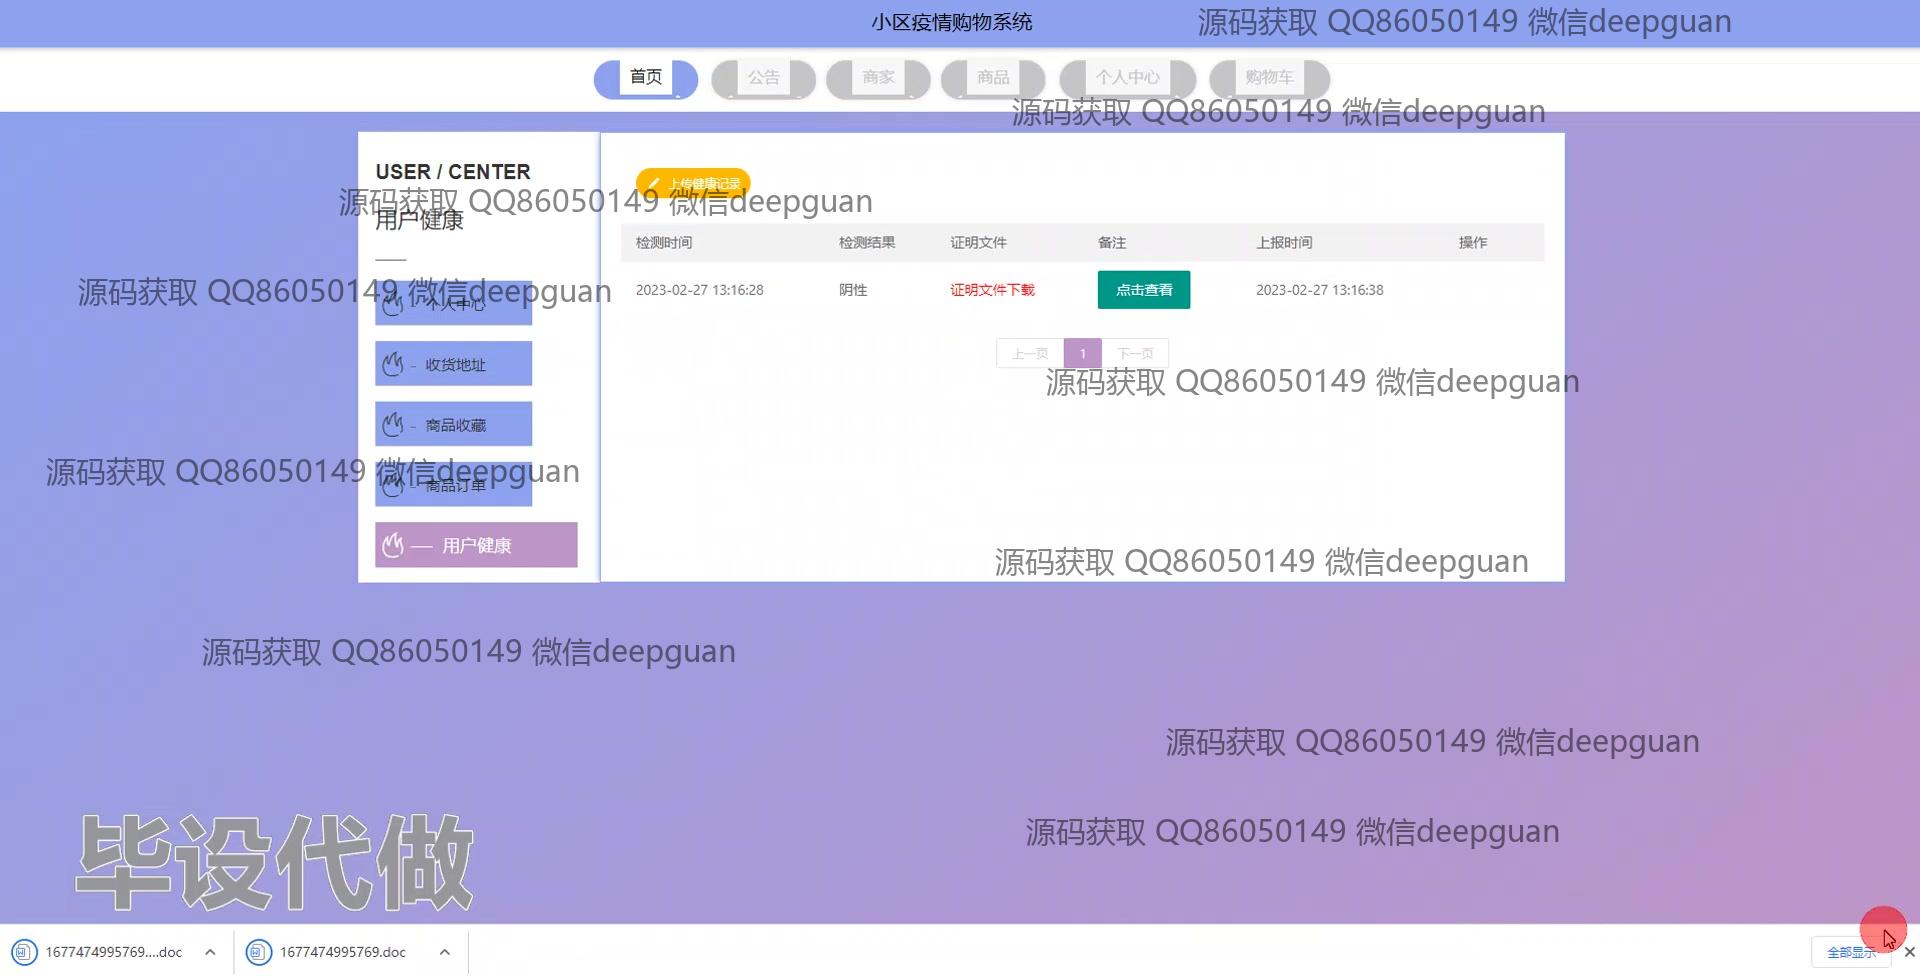 小区疫情购物系统
源码获取 QQ86050149 微信deepguan
首页 公告 商家 商品 个人中心 购物车
源码获取 QQ86050149 微信deepguan
USER / CENTER
上传健康记录
源码获取 QQ86050149 微信deepguan
用户健康
检测时间 检测结果 证明文件 备注 上报时间 操作
2023-02-27 13:16:28 阴性 证明文件下载 点击查看 2023-02-27 13:16:38
源码获取 QQ86050149 微信deepguan
- 个人中心
上一页 1 下一页
- 收货地址
源码获取 QQ86050149 微信deepguan
- 商品收藏
源码获取 QQ86050149 微信deepguan
- 商品订单
— 用户健康
源码获取 QQ86050149 微信deepguan
源码获取 QQ86050149 微信deepguan
源码获取 QQ86050149 微信deepguan
源码获取 QQ86050149 微信deepguan
毕设代做
1677474995769....doc 1677474995769.doc 全部显示